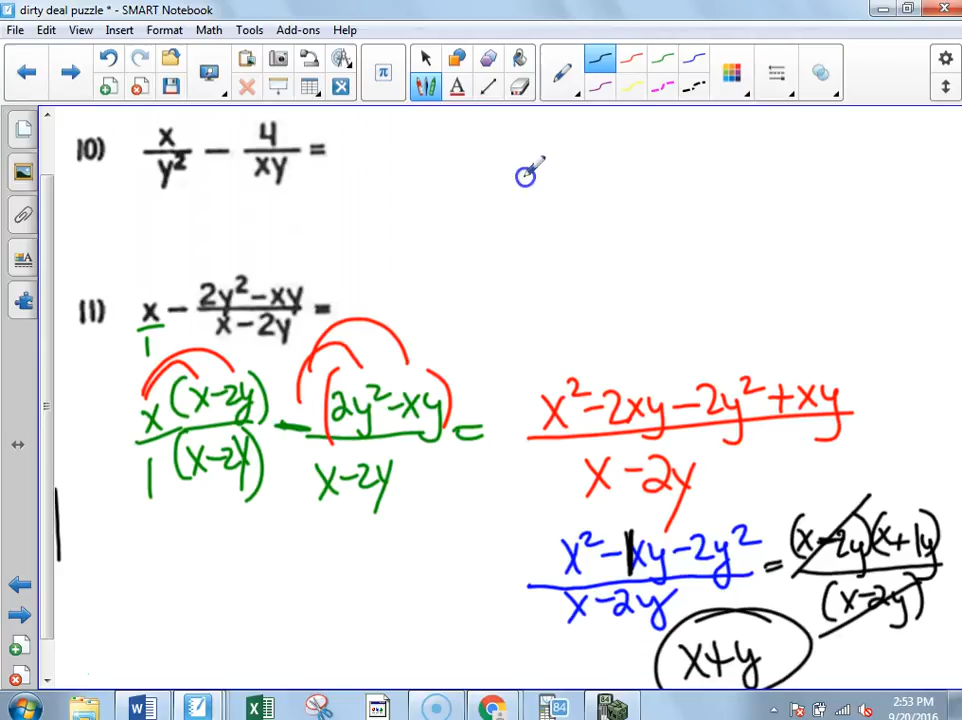 dirty deal puzzle * - SMART Notebook
File Edit View Insert Format Math Tools Add-ons Help
π
A
10) x/y² - 4/xy =
11) x - (2y²-xy)/(x-2y) =
1
x(x-2y)/1(x-2y) - (2y²-xy)/(x-2y) = (x²-2xy-2y²+xy)/(x-2y)
(x²-1xy-2y²)/(x-2y) = (x-2y)(x+1y)/(x-2y)
x+y
84
84
2:53 PM
9/20/2016